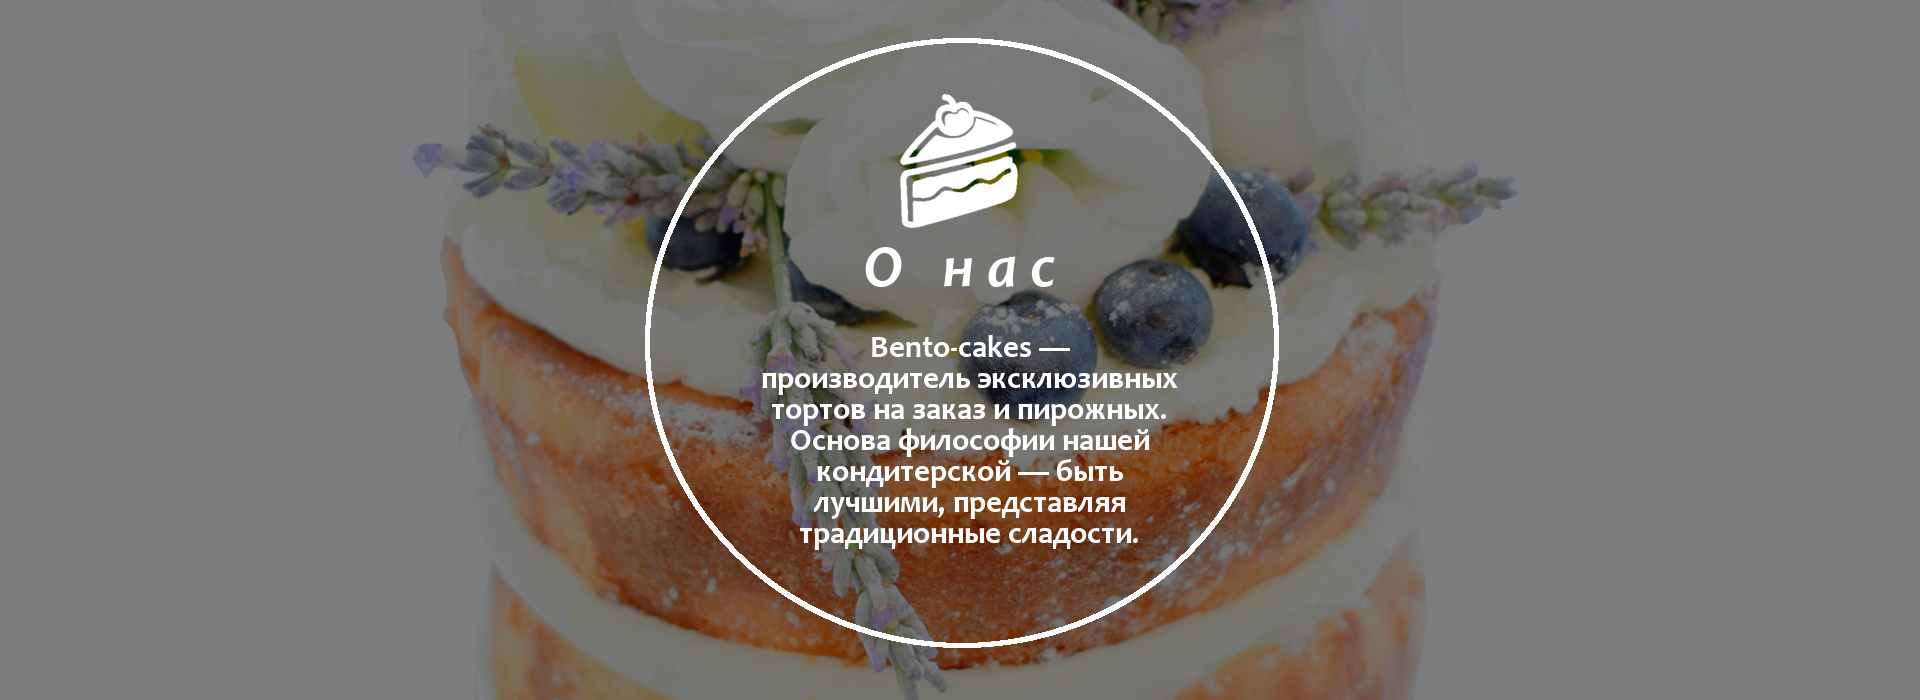 О нас
Bento-cakes —
производитель эксклюзивных
тортов на заказ и пирожных.
Основа философии нашей
кондитерской — быть
лучшими, представляя
традиционные сладости.